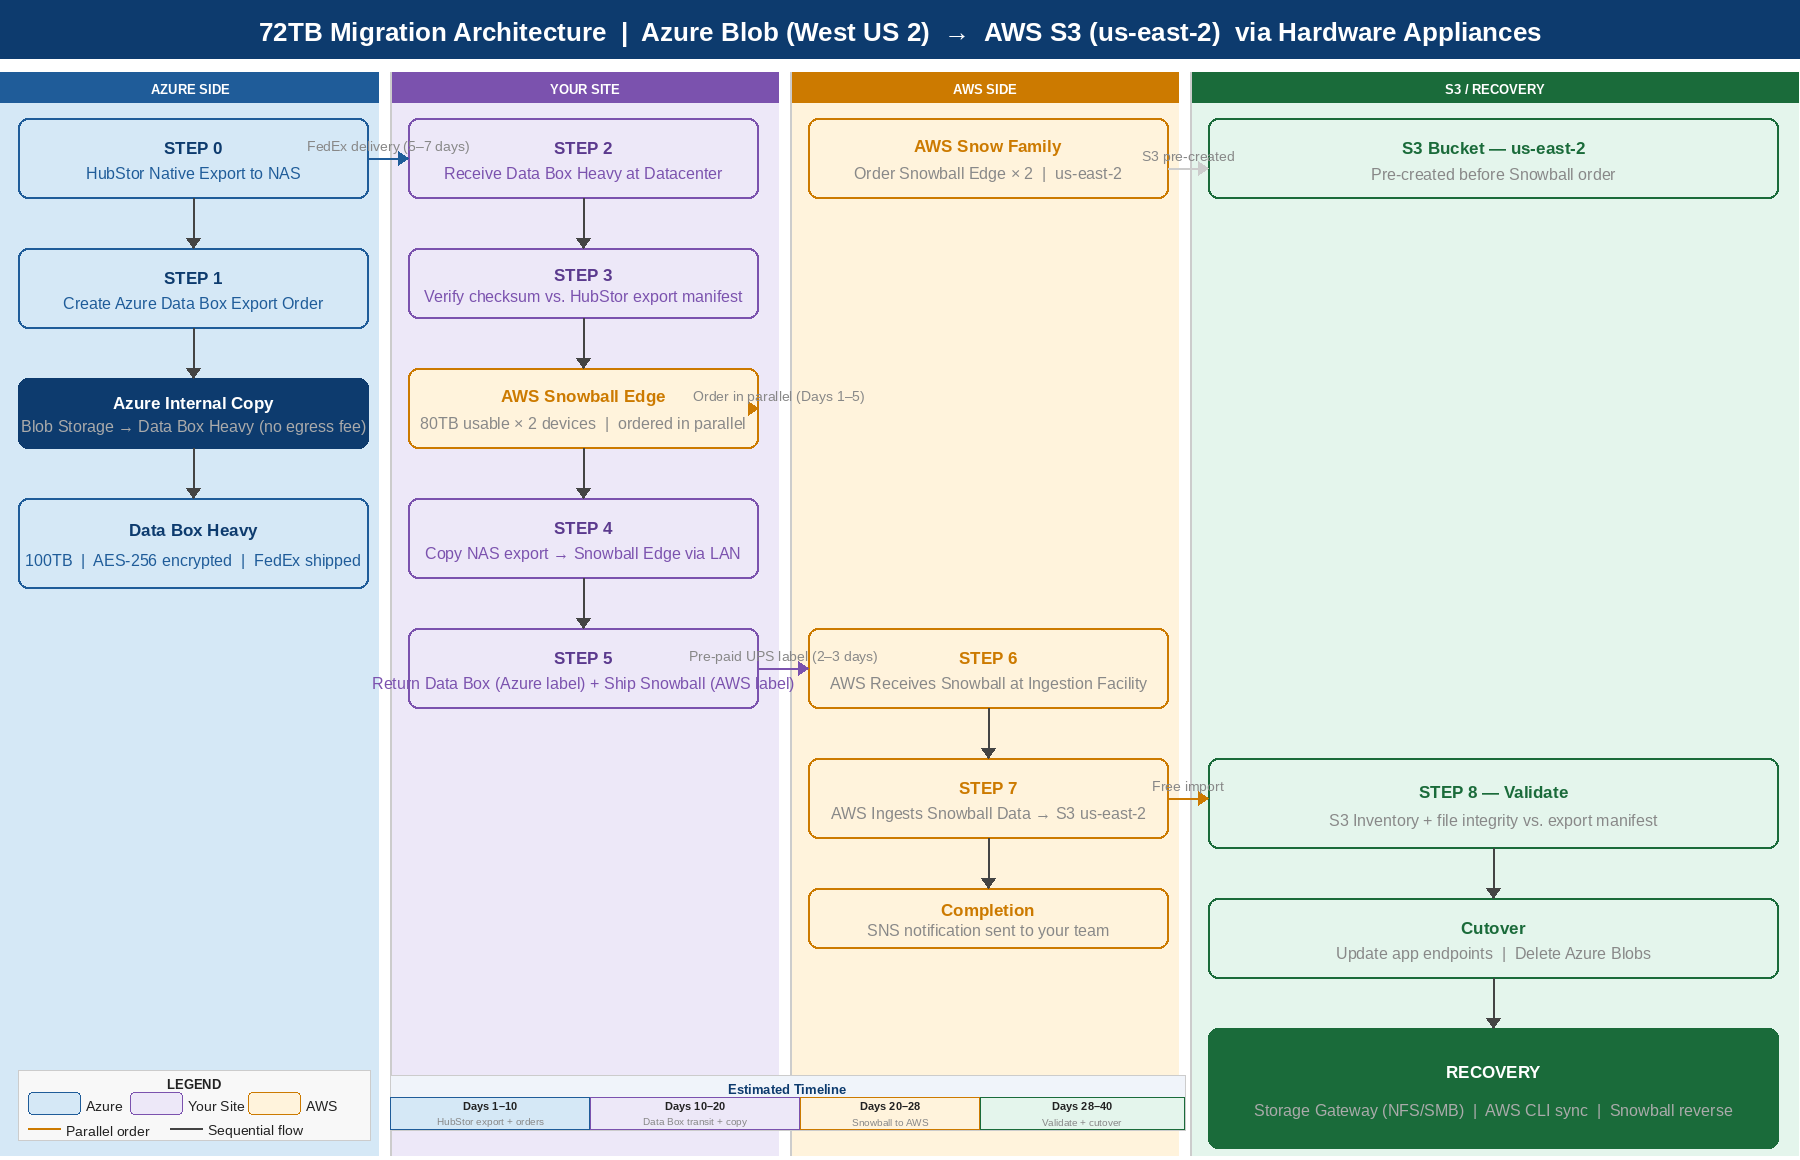 72TB Migration Architecture | Azure Blob (West US 2) → AWS S3 (us-east-2) via Hardware Appliances
AZURE SIDE
STEP 0
HubStor Native Export to NAS
FedEx delivery (5–7 days)
STEP 1
Create Azure Data Box Export Order
Azure Internal Copy
Blob Storage → Data Box Heavy (no egress fee)
Data Box Heavy
100TB | AES-256 encrypted | FedEx shipped
YOUR SITE
STEP 2
Receive Data Box Heavy at Datacenter
STEP 3
Verify checksum vs. HubStor export manifest
AWS Snowball Edge
80TB usable × 2 devices | ordered in parallel
Order in parallel (Days 1–5)
STEP 4
Copy NAS export → Snowball Edge via LAN
STEP 5
Return Data Box (Azure label) + Ship Snowball (AWS label)
Pre-paid UPS label (2–3 days)
AWS SIDE
AWS Snow Family
Order Snowball Edge × 2 | us-east-2
S3 pre-created
STEP 6
AWS Receives Snowball at Ingestion Facility
STEP 7
AWS Ingests Snowball Data → S3 us-east-2
Free import
Completion
SNS notification sent to your team
S3 / RECOVERY
S3 Bucket — us-east-2
Pre-created before Snowball order
STEP 8 — Validate
S3 Inventory + file integrity vs. export manifest
Cutover
Update app endpoints | Delete Azure Blobs
RECOVERY
Storage Gateway (NFS/SMB) | AWS CLI sync | Snowball reverse
LEGEND
Azure
Your Site
AWS
Parallel order
Sequential flow
Estimated Timeline
Days 1–10
HubStor export + orders
Days 10–20
Data Box transit + copy
Days 20–28
Snowball to AWS
Days 28–40
Validate + cutover